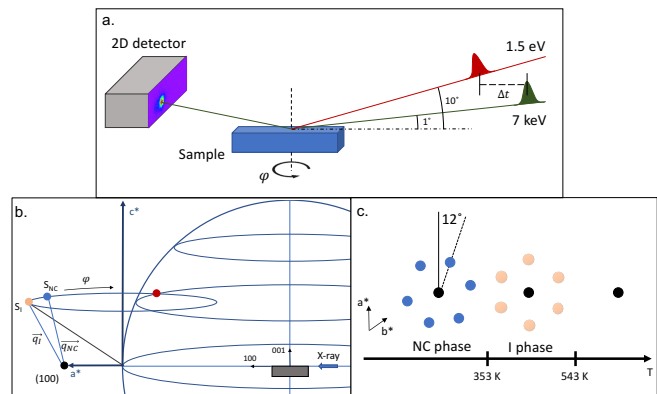 a.
2D detector
1.5 eV
Δt
10°
1°
7 keV
Sample
φ
b.
c*
S_NC
φ
S_I
q_I
q_NC
(100)
a*
001
100
X-ray
c.
12°
a*
b*
NC phase
I phase
T
353 K
543 K